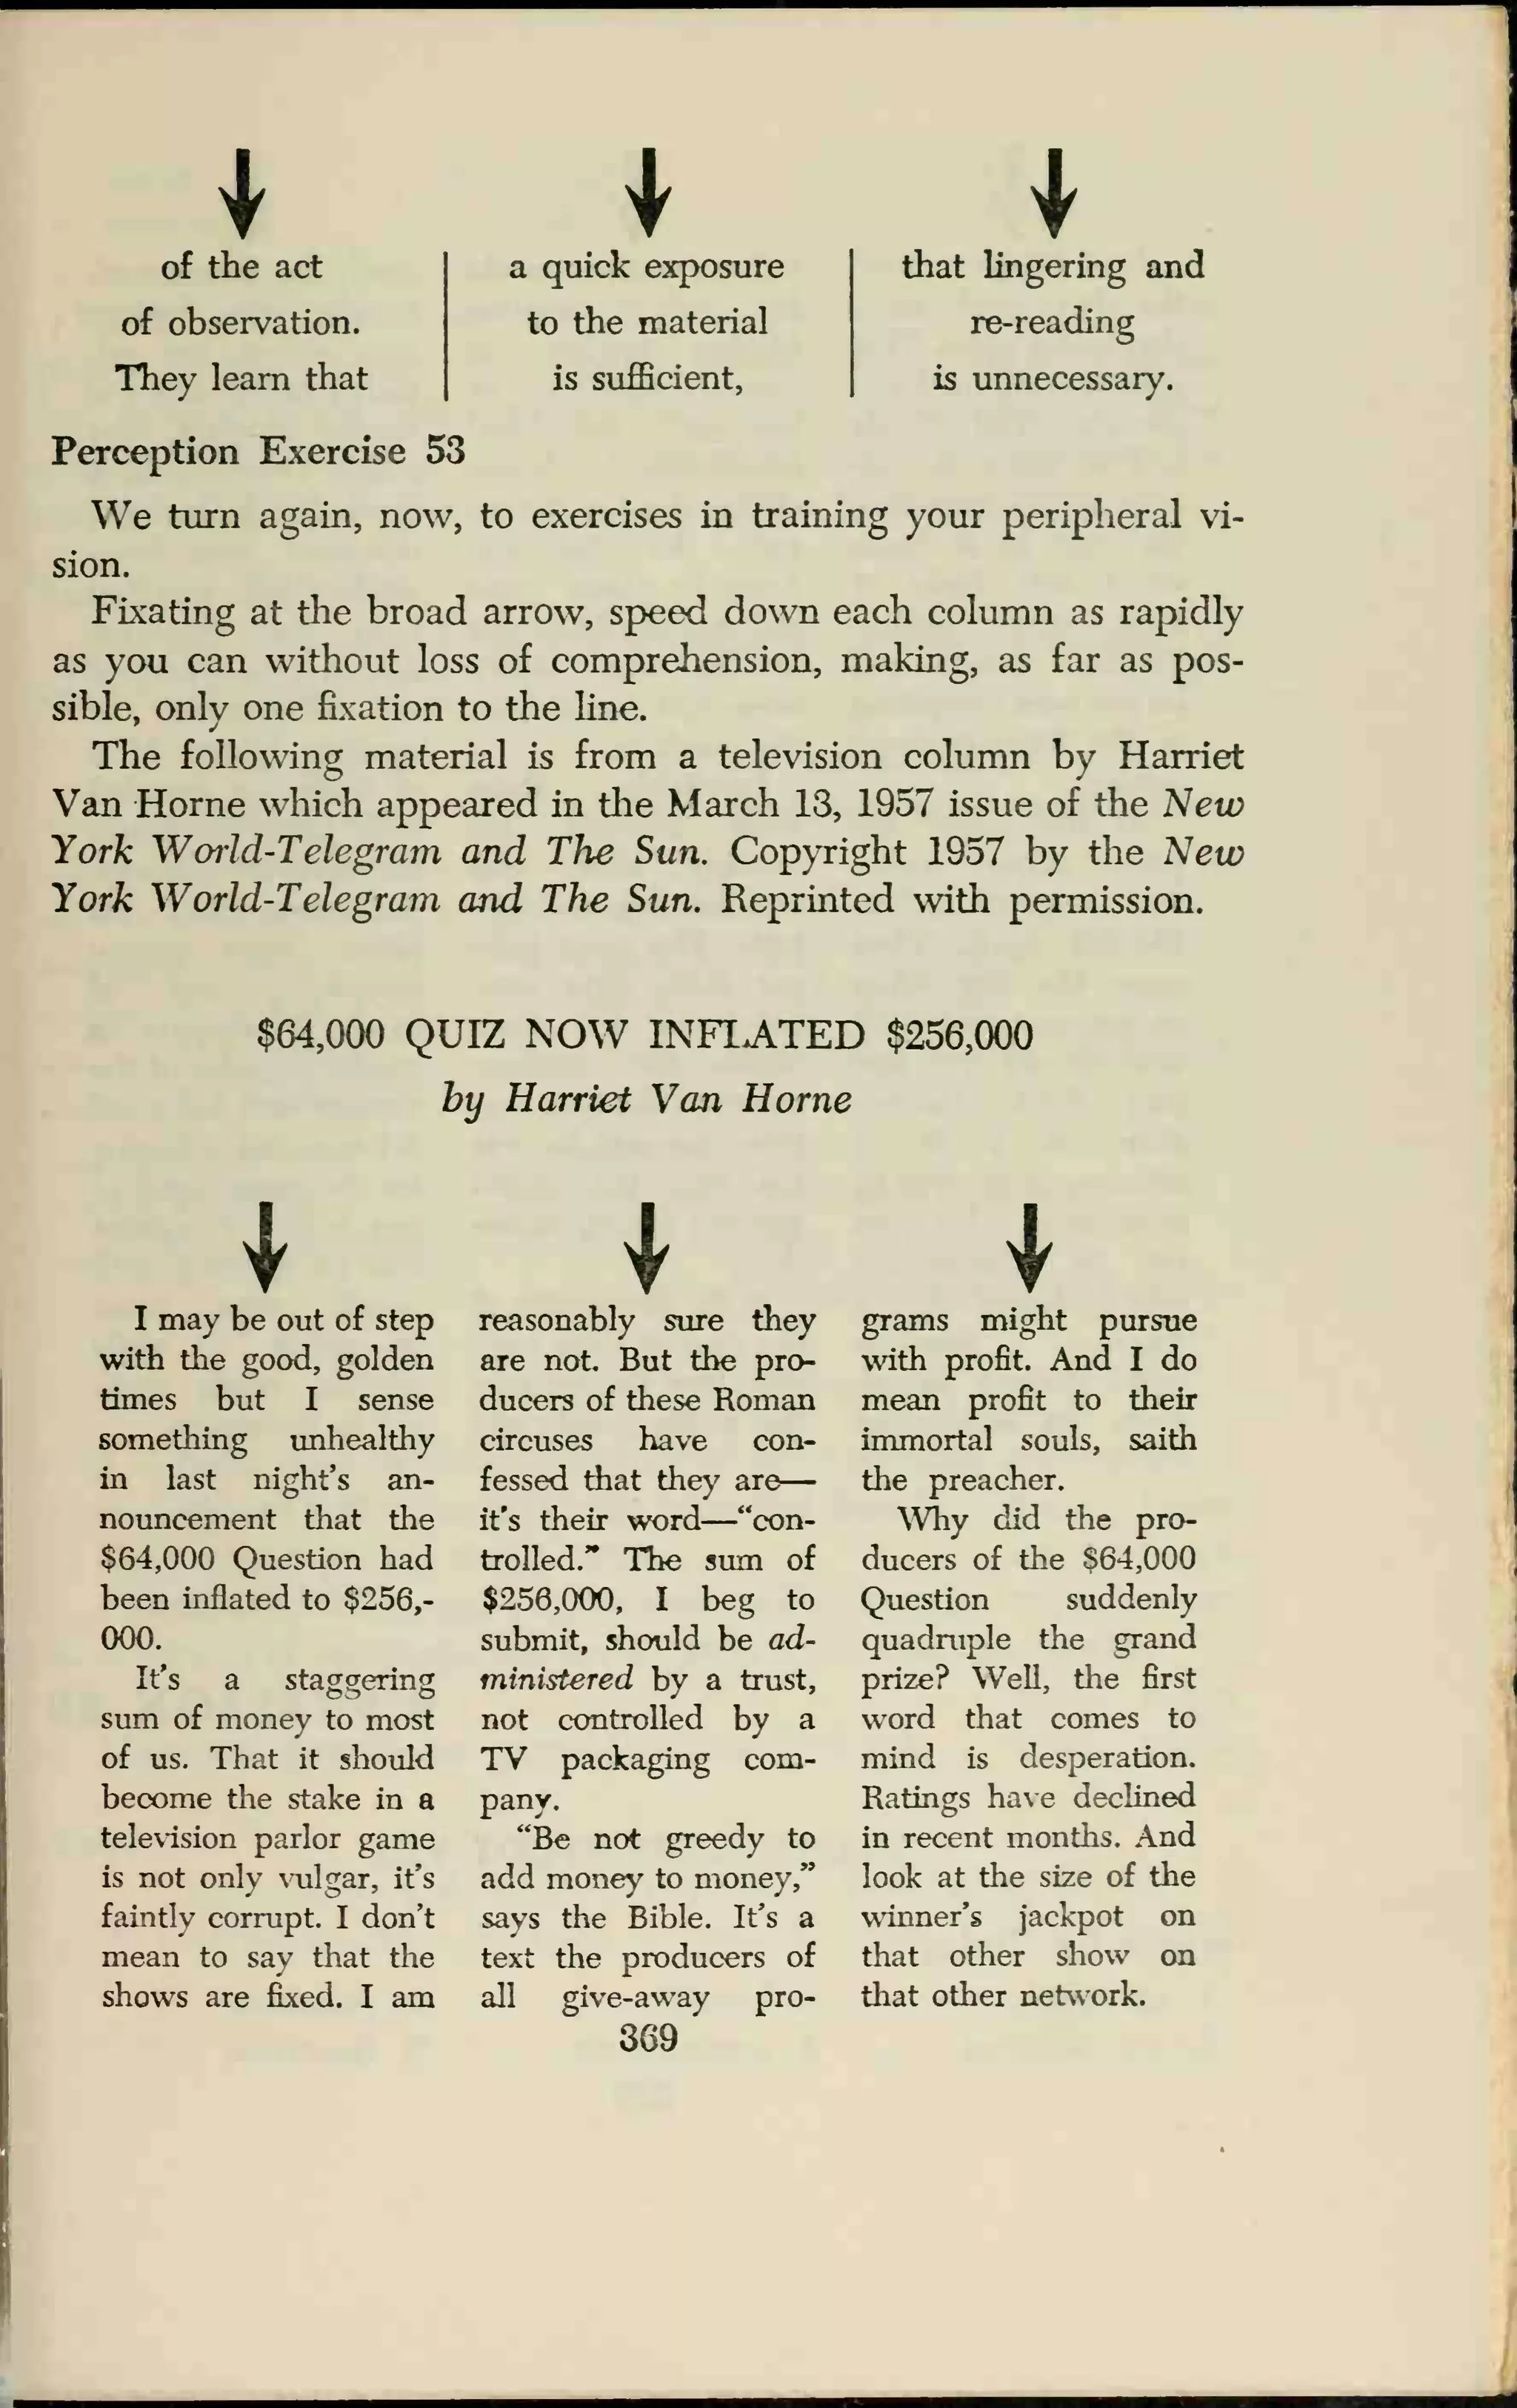 of the act
of observation.
They learn that
a quick exposure
to the material
is sufficient,
that lingering and
re-reading
is unnecessary.
Perception Exercise 53
We turn again, now, to exercises in training your peripheral vi-
sion.
Fixating at the broad arrow, speed down each column as rapidly
as you can without loss of comprehension, making, as far as pos-
sible, only one fixation to the line.
The following material is from a television column by Harriet
Van Horne which appeared in the March 13, 1957 issue of the New
York World-Telegram and The Sun. Copyright 1957 by the New
York World-Telegram and The Sun. Reprinted with permission.
$64,000 QUIZ NOW INFLATED $256,000
by Harriet Van Horne
I may be out of step
with the good, golden
times but I sense
something unhealthy
in last night's an-
nouncement that the
$64,000 Question had
been inflated to $256,-
000.
It's a staggering
sum of money to most
of us. That it should
become the stake in a
television parlor game
is not only vulgar, it's
faintly corrupt. I don't
mean to say that the
shows are fixed. I am
reasonably sure they
are not. But the pro-
ducers of these Roman
circuses have con-
fessed that they are—
it's their word—“con-
trolled.” The sum of
$256,000, I beg to
submit, should be ad-
ministered by a trust,
not controlled by a
TV packaging com-
pany.
“Be not greedy to
add money to money,”
says the Bible. It's a
text the producers of
all give-away pro-
grams might pursue
with profit. And I do
mean profit to their
immortal souls, saith
the preacher.
Why did the pro-
ducers of the $64,000
Question suddenly
quadruple the grand
prize? Well, the first
word that comes to
mind is desperation.
Ratings have declined
in recent months. And
look at the size of the
winner's jackpot on
that other show on
that other network.
369